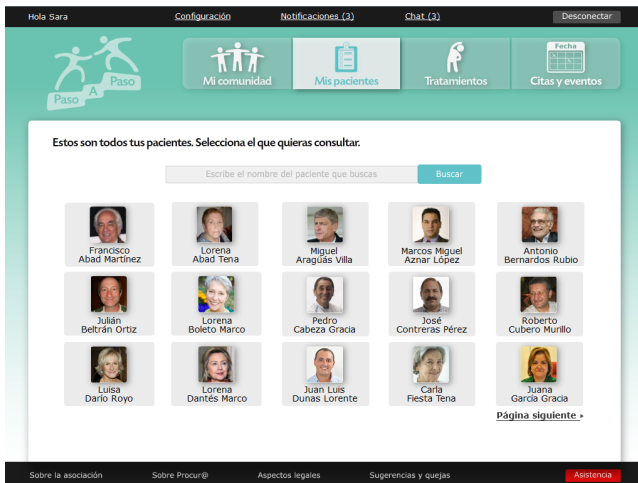 Hola Sara
Configuración
Notificaciones (3)
Chat (3)
Desconectar
Paso
A
Paso
Mi comunidad
Mis pacientes
Tratamientos
Fecha
Citas y eventos
Estos son todos tus pacientes. Selecciona el que quieras consultar.
Escribe el nombre del paciente que buscas
Buscar
Francisco
Abad Martínez
Lorena
Abad Tena
Miguel
Araguás Villa
Marcos Miguel
Aznar López
Antonio
Bernardos Rubio
Julián
Beltrán Ortiz
Lorena
Boleto Marco
Pedro
Cabeza Gracia
José
Contreras Pérez
Roberto
Cubero Murillo
Luisa
Darío Royo
Lorena
Dantés Marco
Juan Luis
Dunas Lorente
Carla
Fiesta Tena
Juana
García Gracia
Página siguiente
Sobre la asociación
Sobre Procur@
Aspectos legales
Sugerencias y quejas
Asistencia